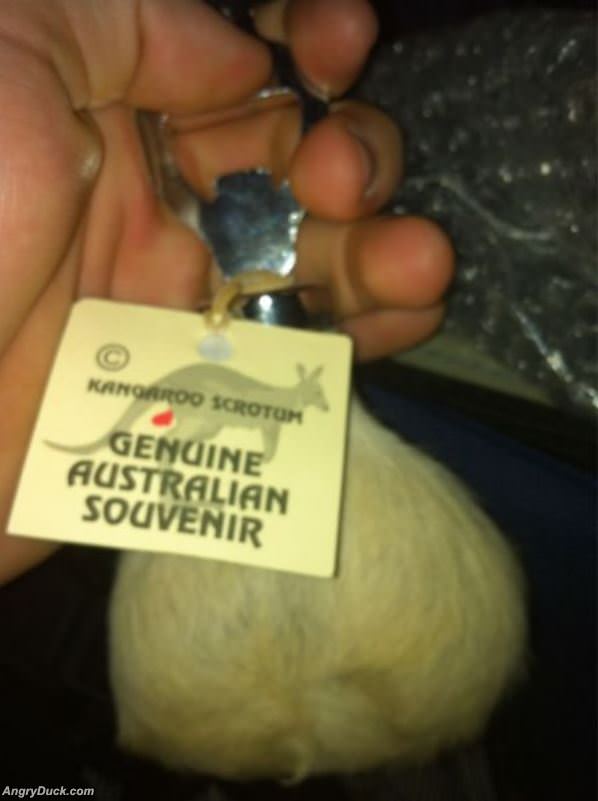 ©
KANGAROO SCROTUM
GENUINE
AUSTRALIAN
SOUVENIR
AngryDuck.com